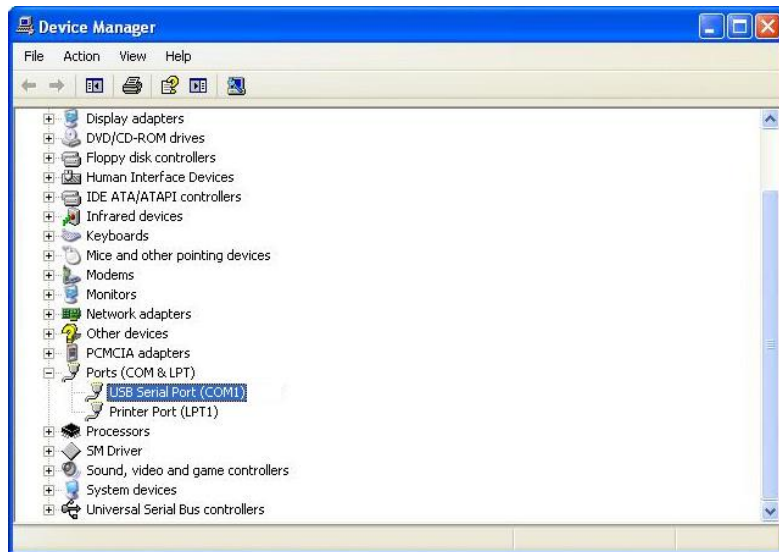 Device Manager
File Action View Help
Display adapters
DVD/CD-ROM drives
Floppy disk controllers
Human Interface Devices
IDE ATA/ATAPI controllers
Infrared devices
Keyboards
Mice and other pointing devices
Modems
Monitors
Network adapters
Other devices
PCMCIA adapters
Ports (COM & LPT)
USB Serial Port (COM1)
Printer Port (LPT1)
Processors
SM Driver
Sound, video and game controllers
System devices
Universal Serial Bus controllers